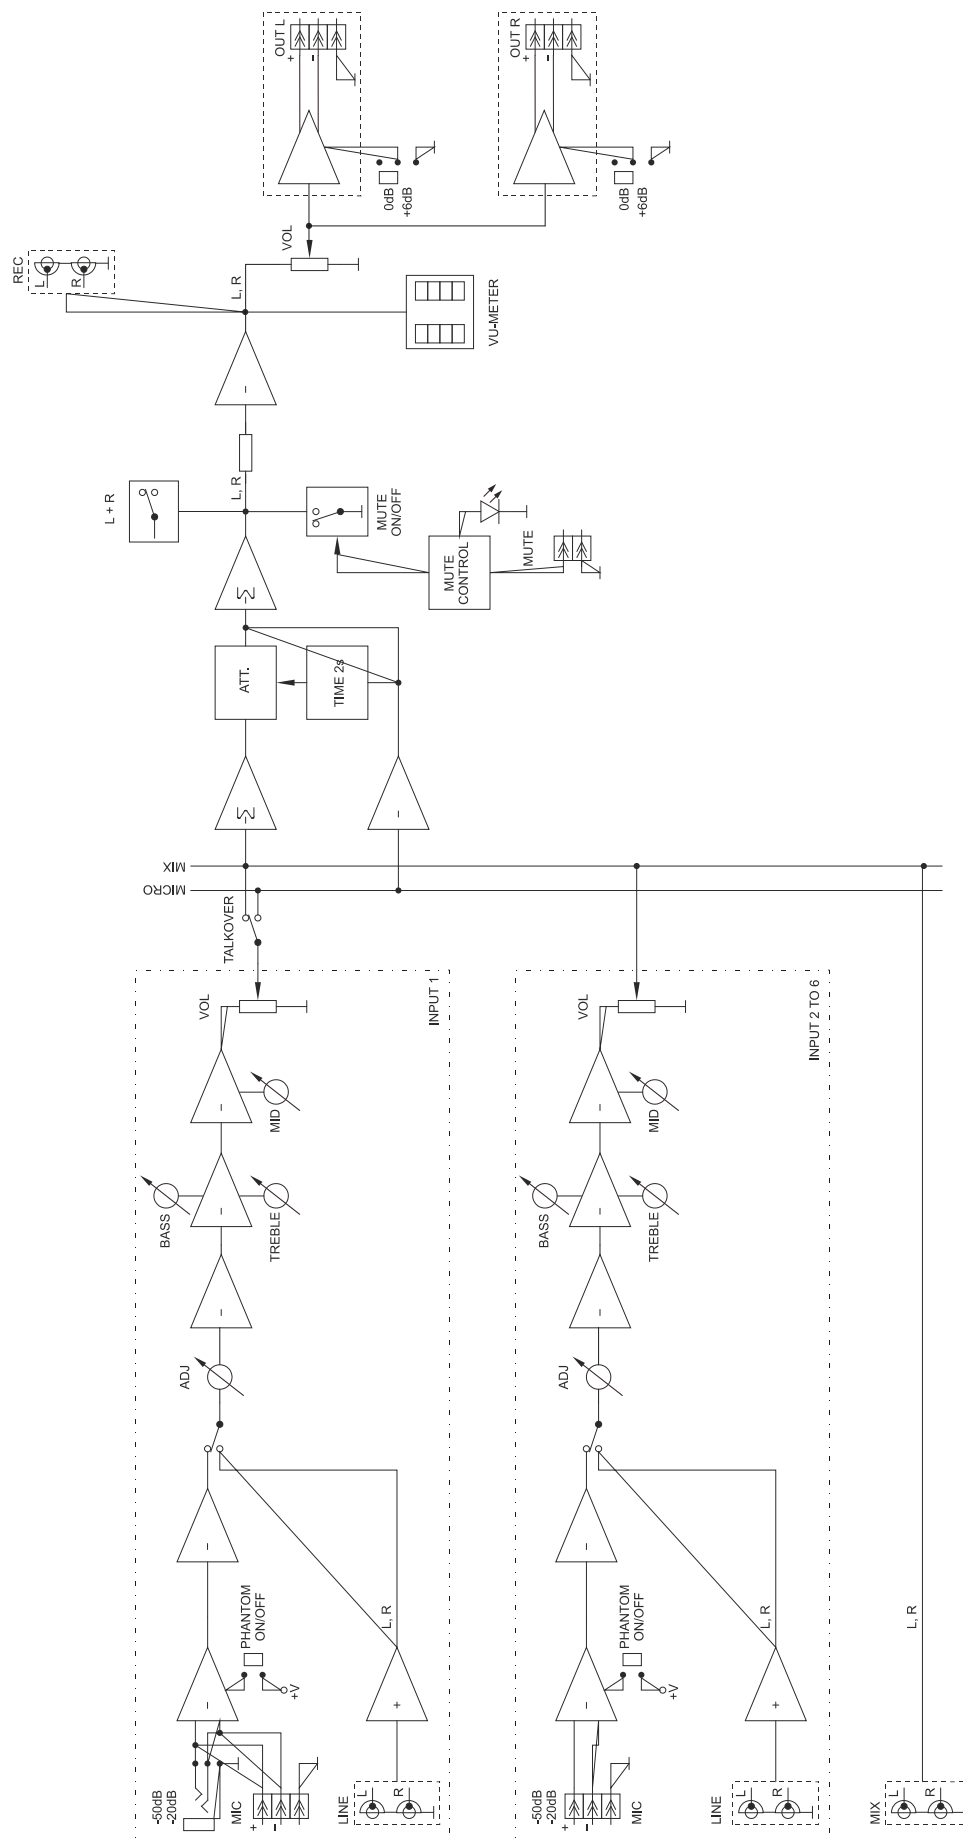 OUT L
+
-
0dB
+6dB
OUT R
+
-
0dB
+6dB
REC
L
R
VOL
L, R
VU-METER
L + R
L, R
MUTE
ON/OFF
MUTE
CONTROL
MUTE
Σ
-
ATT.
TIME 2s
Σ
-
-
MIX
MICRO
TALKOVER
VOL
INPUT 1
-
MID
BASS
-
TREBLE
-
ADJ
-
PHANTOM
ON/OFF
+V
-
L, R
+
-50dB
-20dB
MIC
+
-
LINE
L
R
VOL
INPUT 2 TO 6
-
MID
BASS
-
TREBLE
-
ADJ
-
PHANTOM
ON/OFF
+V
-
L, R
+
-50dB
-20dB
MIC
+
-
LINE
L
R
L, R
MIX
L
R